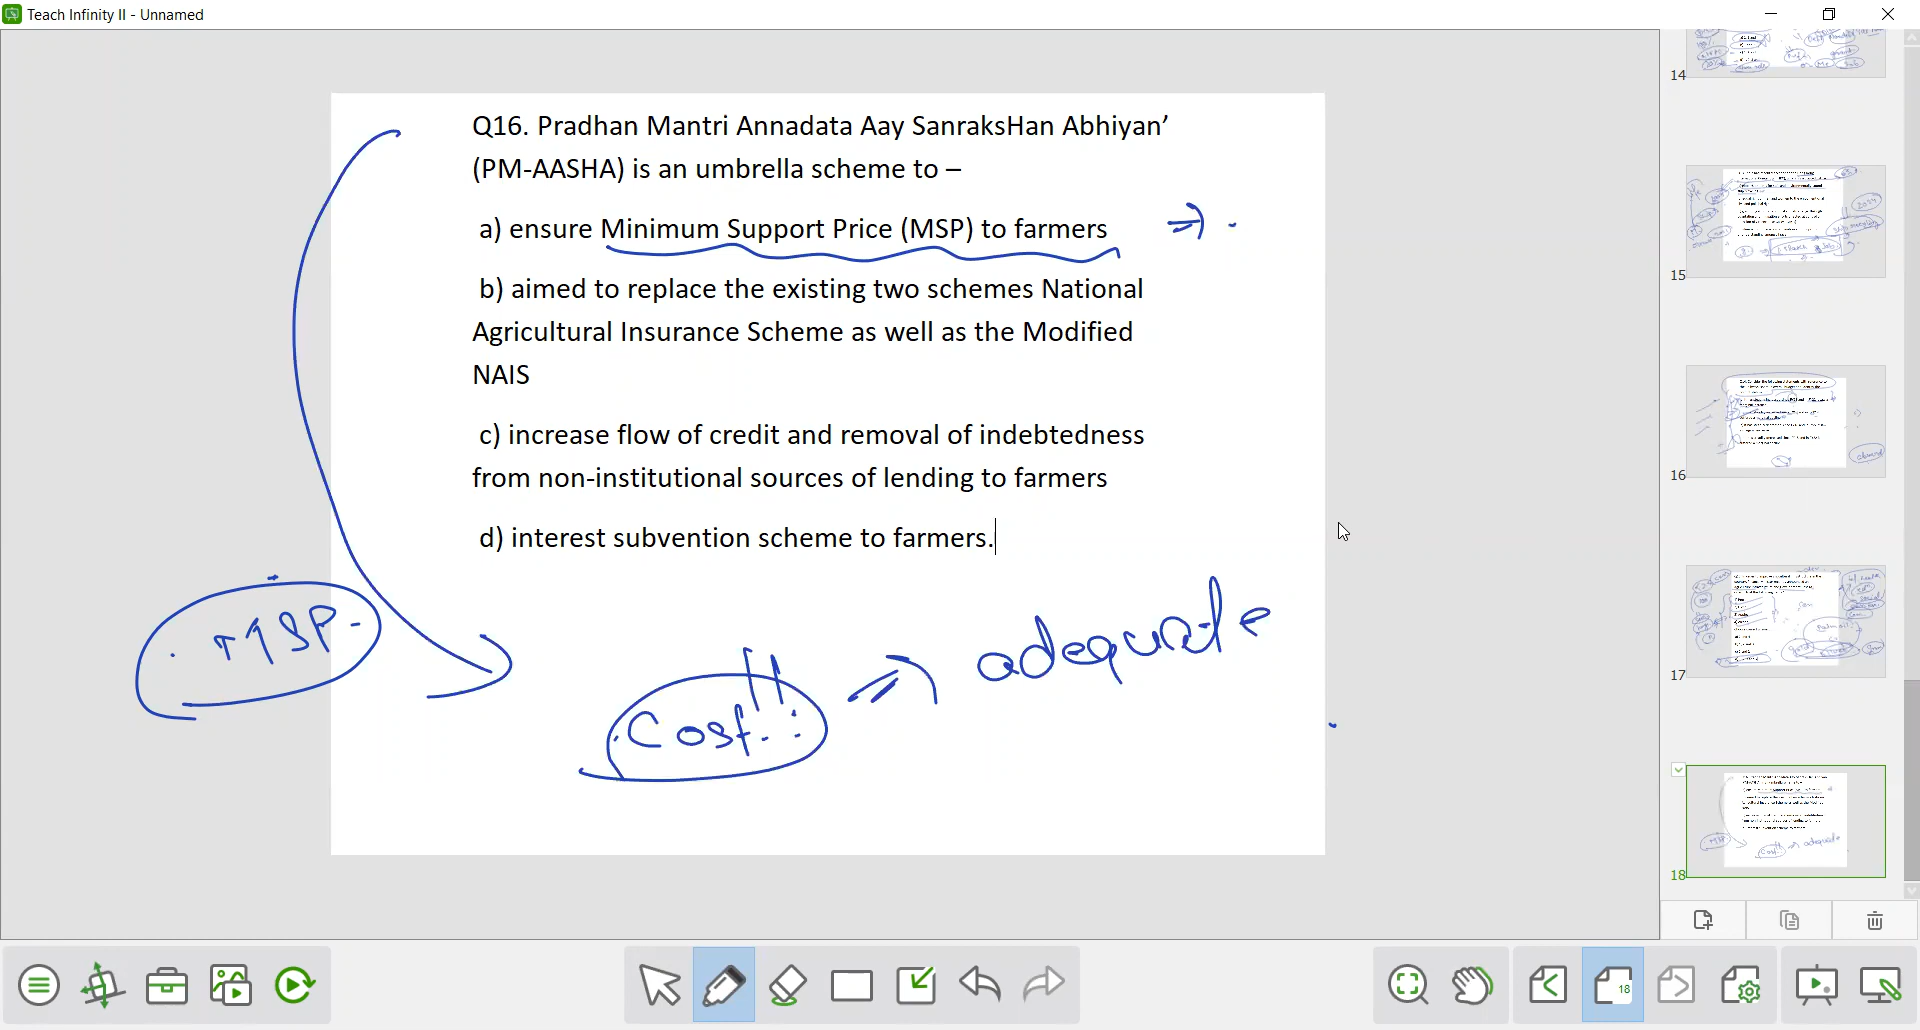 Teach Infinity II - Unnamed
Q16. Pradhan Mantri Annadata Aay SanraksHan Abhiyan’
(PM-AASHA) is an umbrella scheme to –
a) ensure Minimum Support Price (MSP) to farmers
b) aimed to replace the existing two schemes National
Agricultural Insurance Scheme as well as the Modified
NAIS
c) increase flow of credit and removal of indebtedness
from non-institutional sources of lending to farmers
d) interest subvention scheme to farmers.
MSP
Cost
adequate
14
15
16
17
18
18